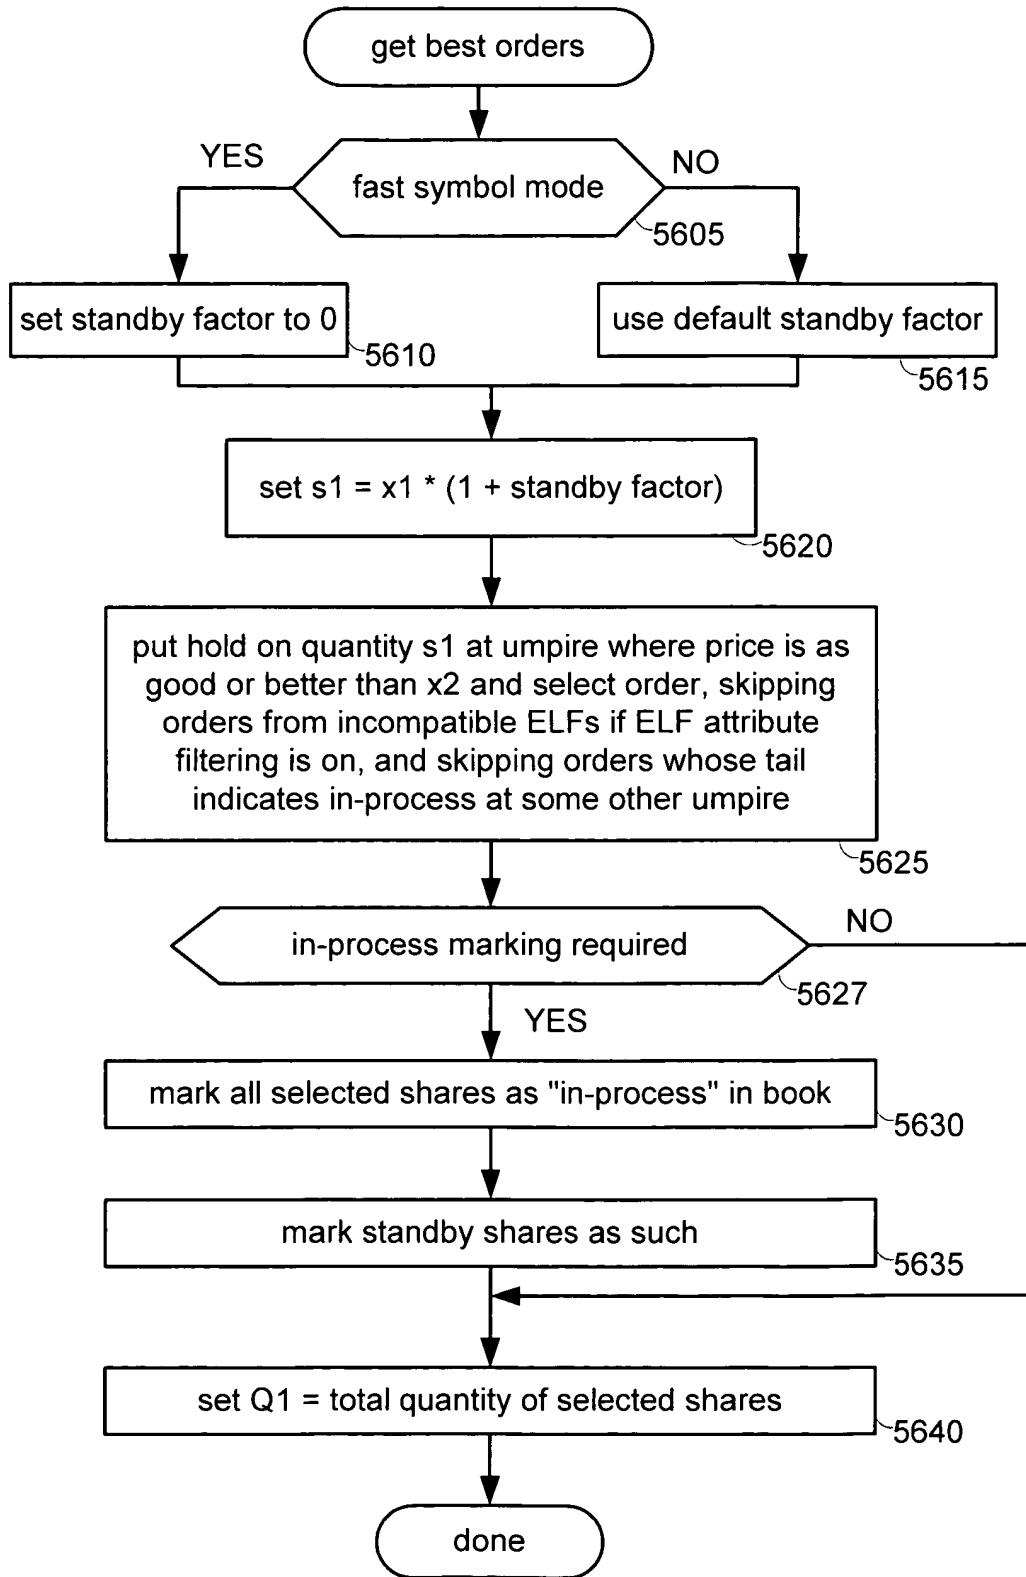 get best orders
YES
NO
fast symbol mode
5605
set standby factor to 0
use default standby factor
5610
5615
set s1 = x1 * (1 + standby factor)
5620
put hold on quantity s1 at umpire where price is as
good or better than x2 and select order, skipping
orders from incompatible ELFs if ELF attribute
filtering is on, and skipping orders whose tail
indicates in-process at some other umpire
5625
NO
in-process marking required
5627
YES
mark all selected shares as "in-process" in book
5630
mark standby shares as such
5635
set Q1 = total quantity of selected shares
5640
done